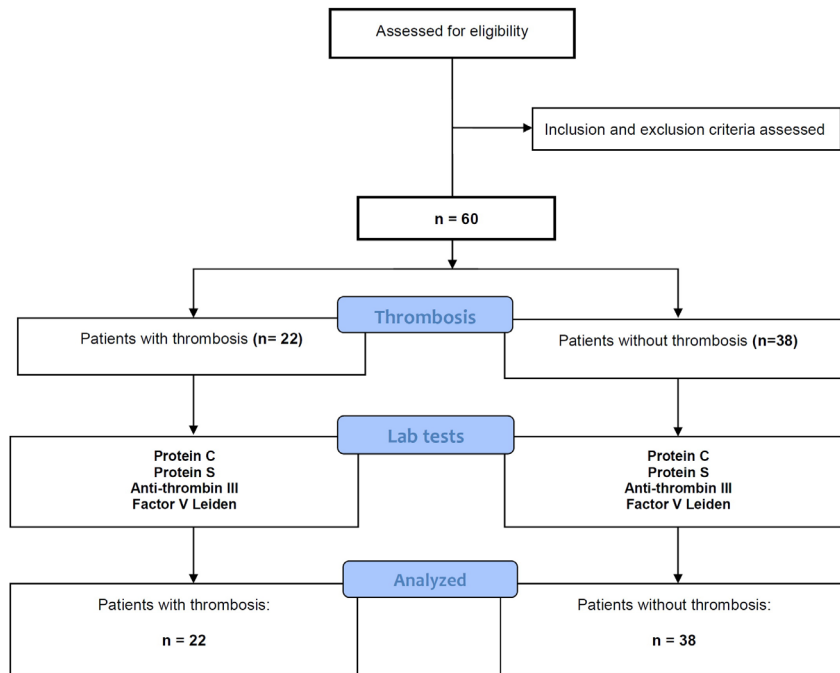 Assessed for eligibility
Inclusion and exclusion criteria assessed
n = 60
Thrombosis
Patients with thrombosis (n= 22)
Patients without thrombosis (n=38)
Lab tests
Protein C
Protein S
Anti-thrombin III
Factor V Leiden
Protein C
Protein S
Anti-thrombin III
Factor V Leiden
Analyzed
Patients with thrombosis:
n = 22
Patients without thrombosis:
n = 38